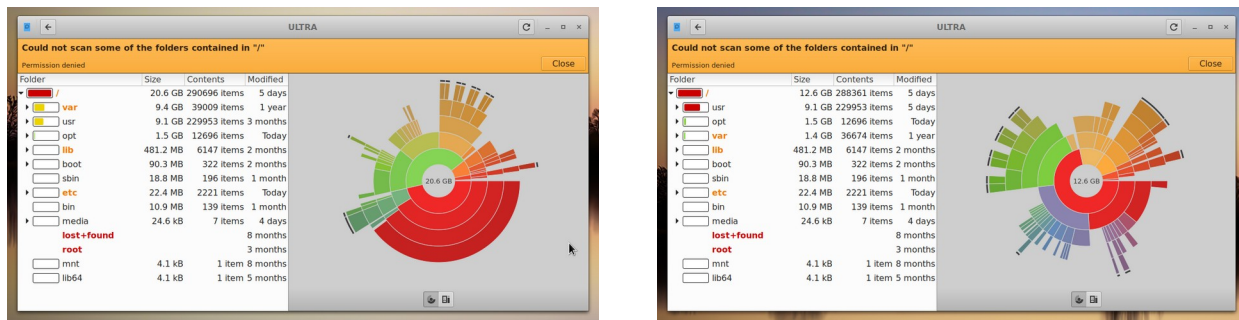 ULTRA
Could not scan some of the folders contained in "/"
Permission denied
Close
Folder Size Contents Modified
/ 20.6 GB 290696 items 5 days
var 9.4 GB 39009 items 1 year
usr 9.1 GB 229953 items 3 months
opt 1.5 GB 12696 items Today
lib 481.2 MB 6147 items 2 months
boot 90.3 MB 322 items 2 months
sbin 18.8 MB 196 items 1 month
etc 22.4 MB 2221 items Today
bin 10.9 MB 139 items 1 month
media 24.6 kB 7 items 4 days
lost+found 8 months
root 3 months
mnt 4.1 kB 1 item 8 months
lib64 4.1 kB 1 item 5 months
20.6 GB
ULTRA
Could not scan some of the folders contained in "/"
Permission denied
Close
Folder Size Contents Modified
/ 12.6 GB 288361 items 5 days
usr 9.1 GB 229953 items 5 days
opt 1.5 GB 12696 items Today
var 1.4 GB 36674 items 1 year
lib 481.2 MB 6147 items 2 months
boot 90.3 MB 322 items 2 months
sbin 18.8 MB 196 items 1 month
etc 22.4 MB 2221 items Today
bin 10.9 MB 139 items 1 month
media 24.6 kB 7 items 4 days
lost+found 8 months
root 3 months
mnt 4.1 kB 1 item 8 months
lib64 4.1 kB 1 item 5 months
12.6 GB